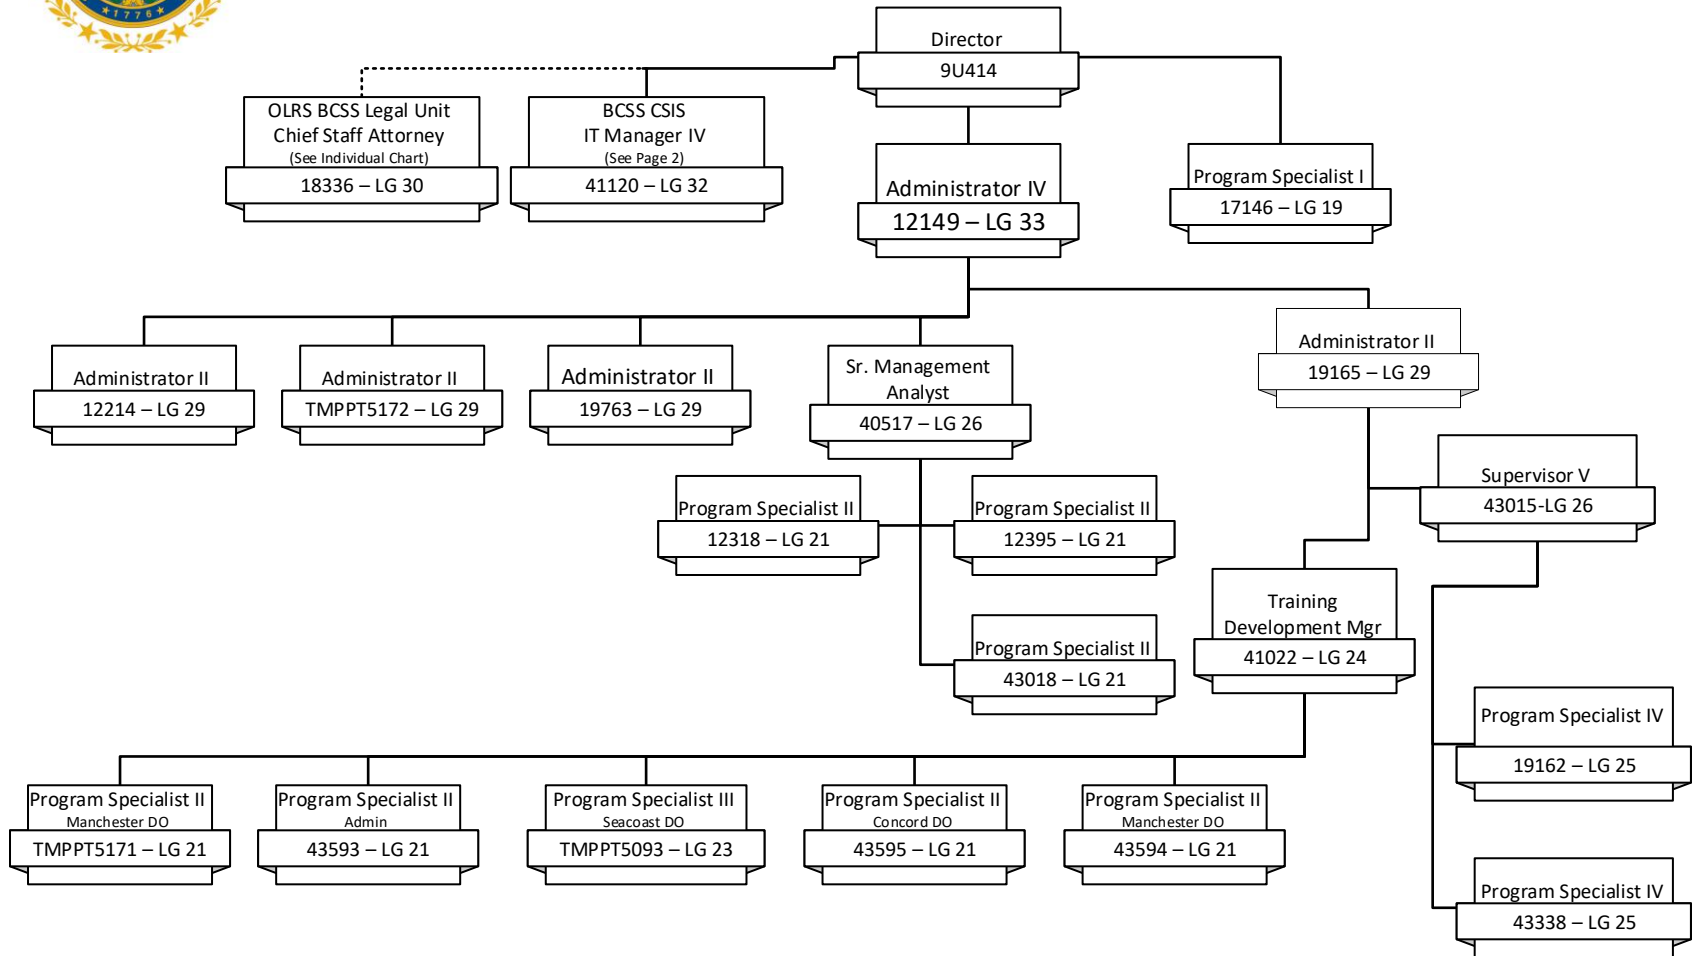 1776
Director
9U414
OLRS BCSS Legal Unit
Chief Staff Attorney
(See Individual Chart)
18336 – LG 30
BCSS CSIS
IT Manager IV
(See Page 2)
41120 – LG 32
Administrator IV
12149 – LG 33
Program Specialist I
17146 – LG 19
Administrator II
12214 – LG 29
Administrator II
TMPPT5172 – LG 29
Administrator II
19763 – LG 29
Sr. Management
Analyst
40517 – LG 26
Administrator II
19165 – LG 29
Program Specialist II
12318 – LG 21
Program Specialist II
12395 – LG 21
Program Specialist II
43018 – LG 21
Supervisor V
43015-LG 26
Training
Development Mgr
41022 – LG 24
Program Specialist IV
19162 – LG 25
Program Specialist IV
43338 – LG 25
Program Specialist II
Manchester DO
TMPPT5171 – LG 21
Program Specialist II
Admin
43593 – LG 21
Program Specialist III
Seacoast DO
TMPPT5093 – LG 23
Program Specialist II
Concord DO
43595 – LG 21
Program Specialist II
Manchester DO
43594 – LG 21